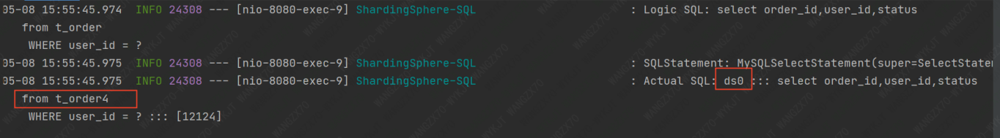 05-08 15:55:45.974 INFO 24308 --- [nio-8080-exec-9] ShardingSphere-SQL : Logic SQL: select order_id,user_id,status
from t_order
WHERE user_id = ?
05-08 15:55:45.975 INFO 24308 --- [nio-8080-exec-9] ShardingSphere-SQL : SQLStatement: MySQLSelectStatement(super=SelectStatem
05-08 15:55:45.975 INFO 24308 --- [nio-8080-exec-9] ShardingSphere-SQL : Actual SQL: ds0 ::: select order_id,user_id,status
from t_order4
WHERE user_id = ? ::: [12124]